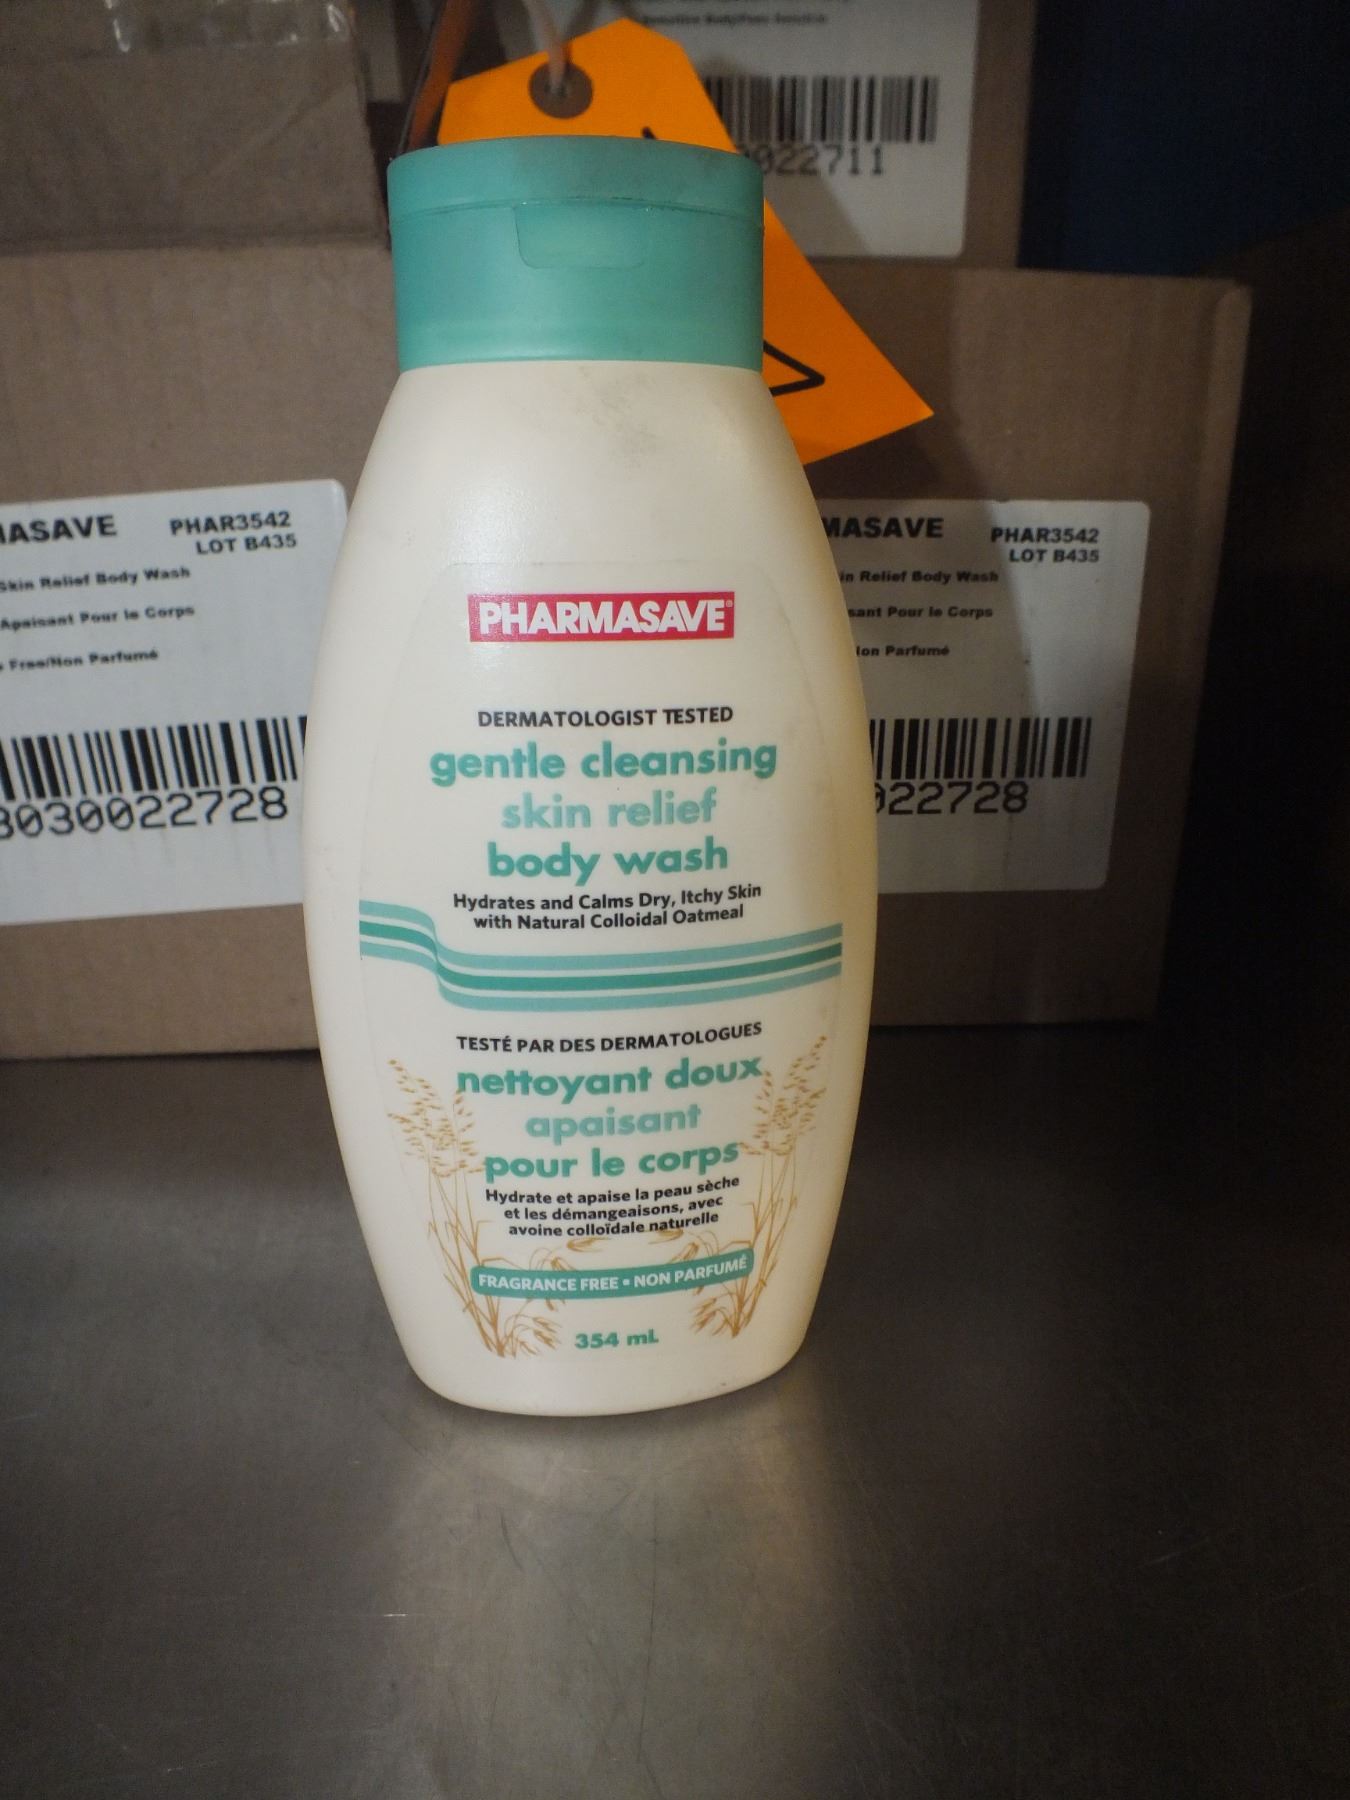 022711
MASAVE
PHAR3542
LOT B435
Skin Relief Body Wash
Apaisant Pour le Corps
Free/Non Parfumé
3030022728
MASAVE
PHAR3542
LOT B435
in Relief Body Wash
sant Pour le Corps
Non Parfumé
022728
PHARMASAVE®
DERMATOLOGIST TESTED
gentle cleansing
skin relief
body wash
Hydrates and Calms Dry, Itchy Skin
with Natural Colloidal Oatmeal
TESTÉ PAR DES DERMATOLOGUES
nettoyant doux
apaisant
pour le corps
Hydrate et apaise la peau sèche
et les démangeaisons, avec
avoine colloïdale naturelle
FRAGRANCE FREE • NON PARFUMÉ
354 mL